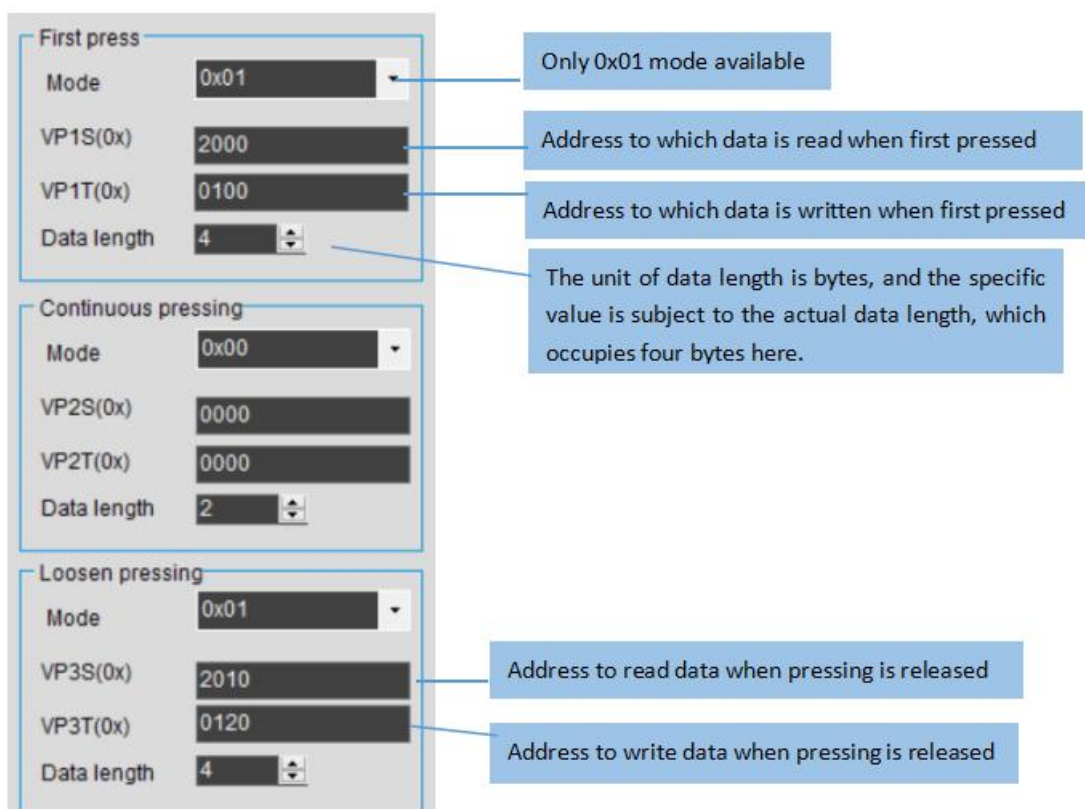 First press
Mode
0x01
Only 0x01 mode available
VP1S(0x)
2000
Address to which data is read when first pressed
VP1T(0x)
0100
Address to which data is written when first pressed
Data length
4
The unit of data length is bytes, and the specific
value is subject to the actual data length, which
occupies four bytes here.
Continuous pressing
Mode
0x00
VP2S(0x)
0000
VP2T(0x)
0000
Data length
2
Loosen pressing
Mode
0x01
VP3S(0x)
2010
Address to read data when pressing is released
VP3T(0x)
0120
Address to write data when pressing is released
Data length
4